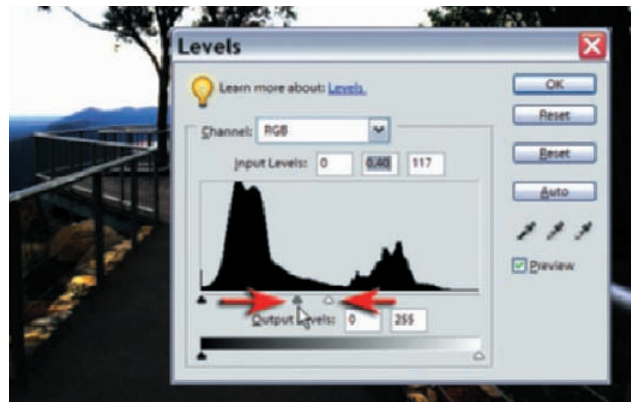 Levels
Learn more about: Levels
OK
Reset
Channel: RGB
Input Levels: 0 0.40 117
Reset
Auto
Preview
Output Levels: 0 255